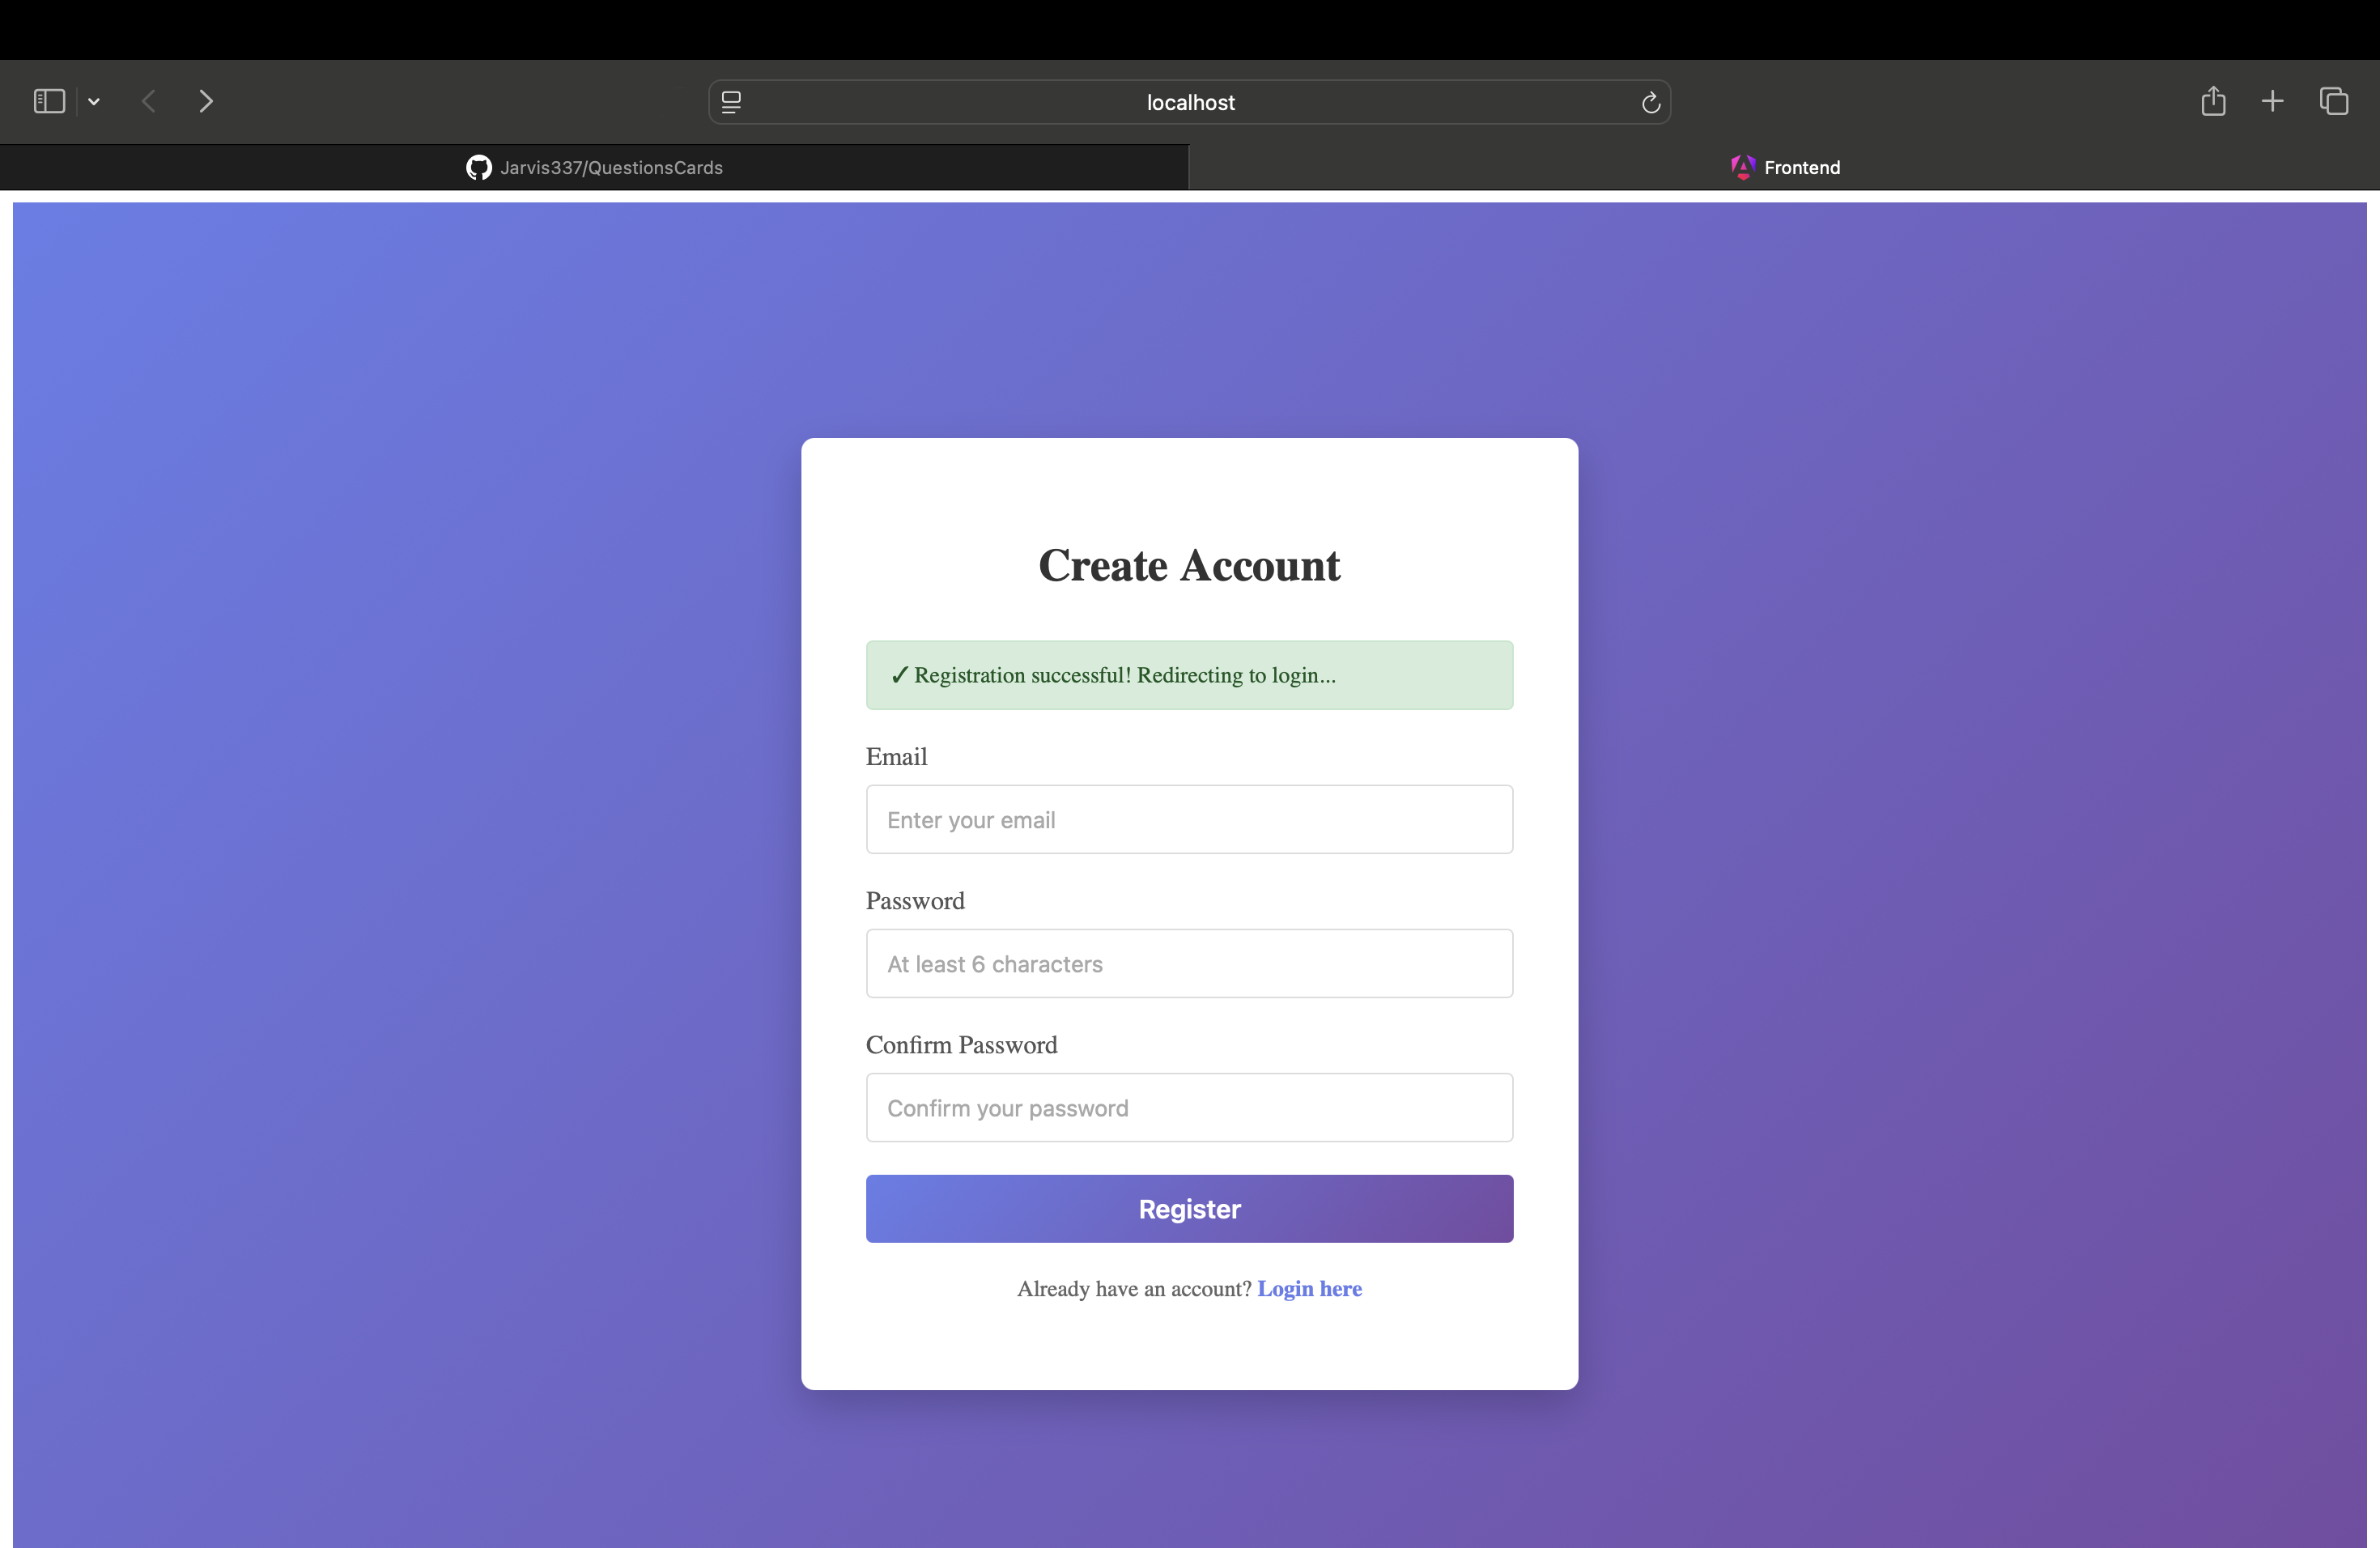 localhost
Jarvis337/QuestionsCards
Frontend
Create Account
✓ Registration successful! Redirecting to login...
Email
Enter your email
Password
At least 6 characters
Confirm Password
Confirm your password
Register
Already have an account? Login here